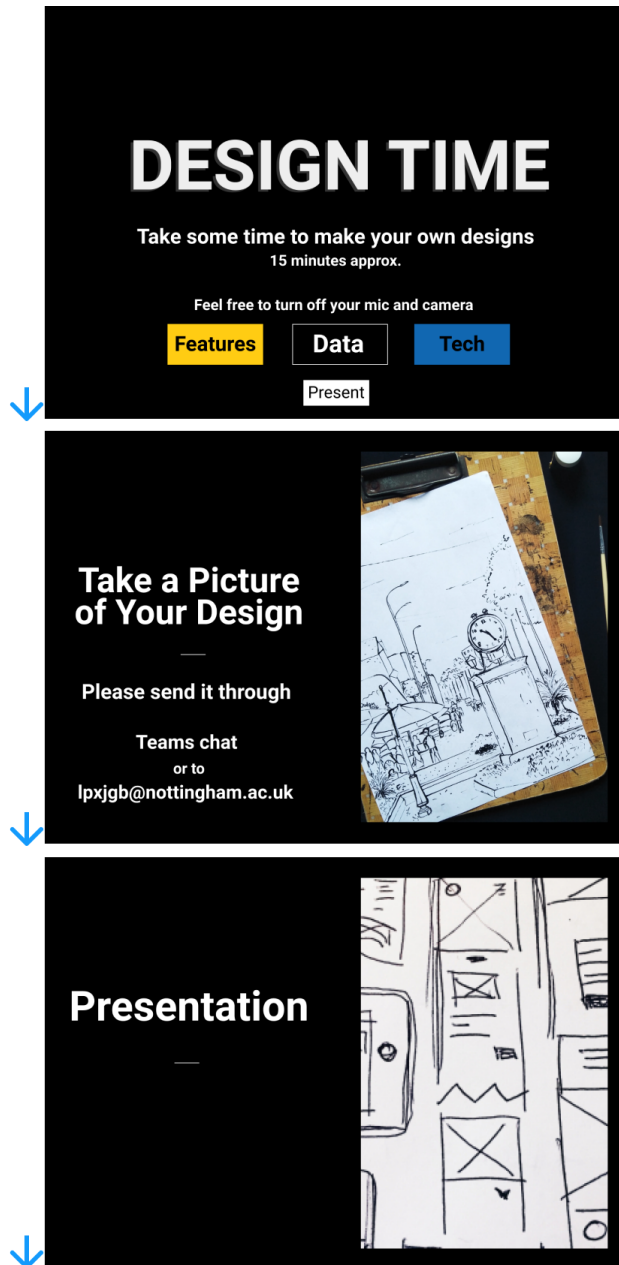 DESIGN TIME
Take some time to make your own designs
15 minutes approx.
Feel free to turn off your mic and camera
Features Data Tech
Present
Take a Picture
of Your Design
Please send it through
Teams chat
or to
lpxjgb@nottingham.ac.uk
Presentation